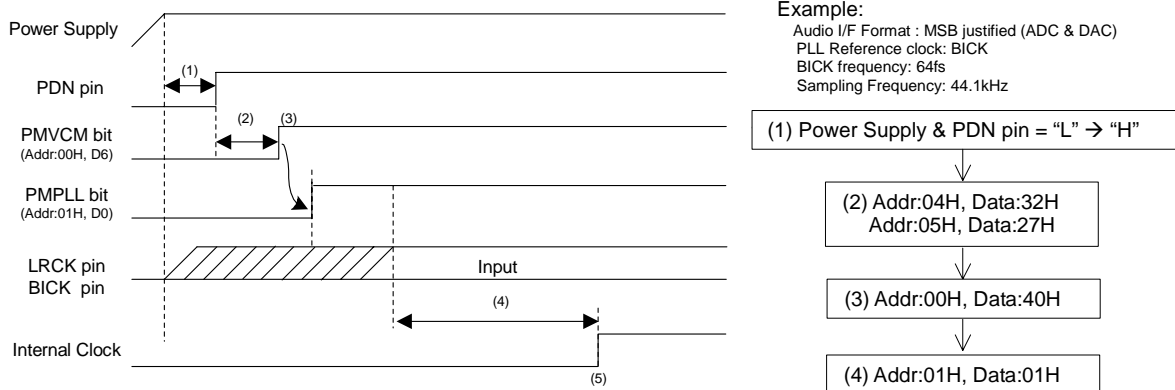 Power Supply
(1)
PDN pin
(2)
(3)
PMVCM bit
(Addr:00H, D6)
PMPLL bit
(Addr:01H, D0)
LRCK pin
BICK pin
Input
(4)
Internal Clock
(5)
Example:
Audio I/F Format : MSB justified (ADC & DAC)
PLL Reference clock: BICK
BICK frequency: 64fs
Sampling Frequency: 44.1kHz
(1) Power Supply & PDN pin = “L” → “H”
(2) Addr:04H, Data:32H
Addr:05H, Data:27H
(3) Addr:00H, Data:40H
(4) Addr:01H, Data:01H